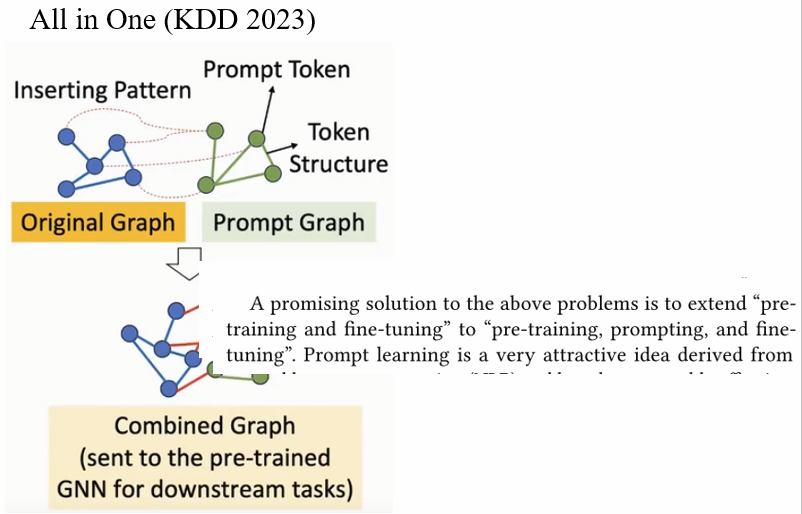 All in One (KDD 2023)
Prompt Token
Inserting Pattern
Token
Structure
Original Graph
Prompt Graph
A promising solution to the above problems is to extend “pre-
training and fine-tuning” to “pre-training, prompting, and fine-
tuning”. Prompt learning is a very attractive idea derived from
Combined Graph
(sent to the pre-trained
GNN for downstream tasks)